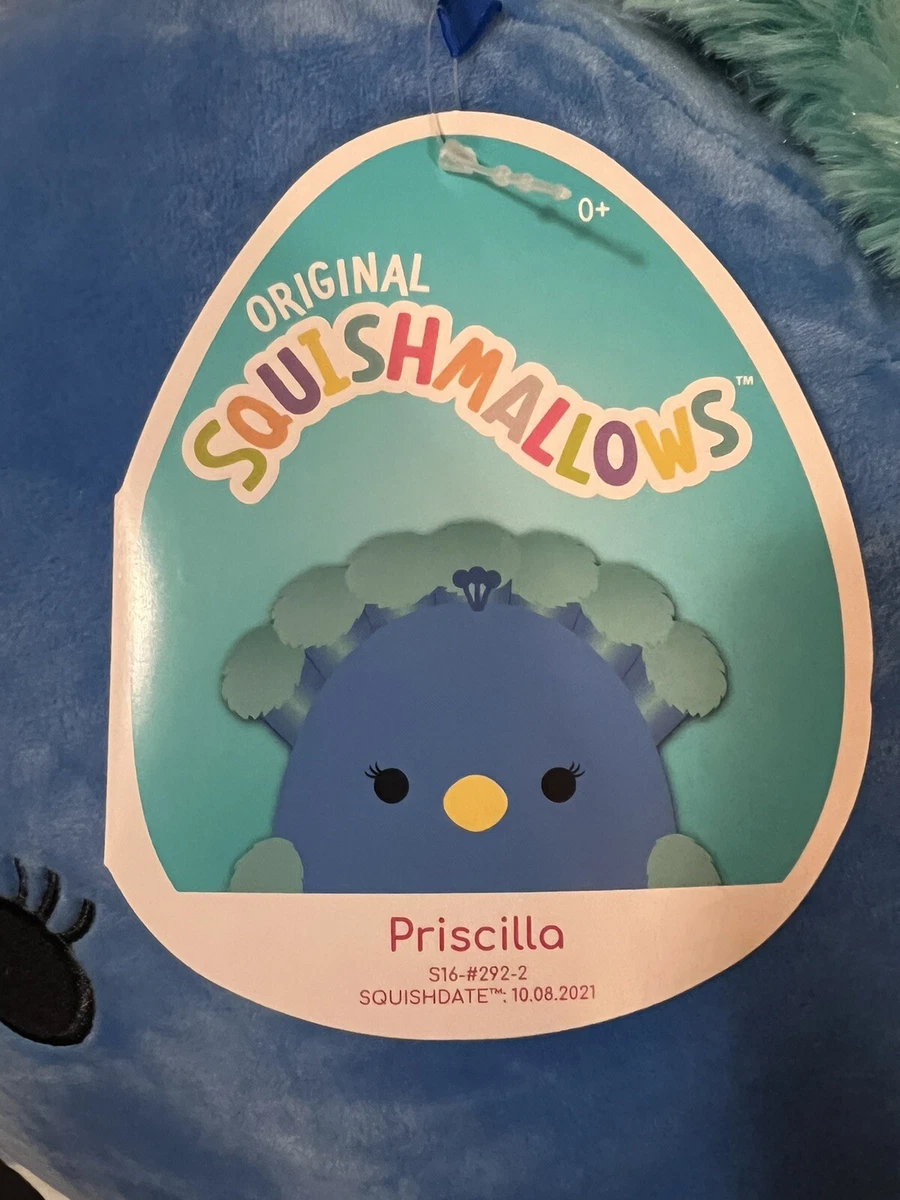 0+
ORIGINAL
SQUISHMALLOWS™
Priscilla
S16-#292-2
SQUISHDATE™: 10.08.2021